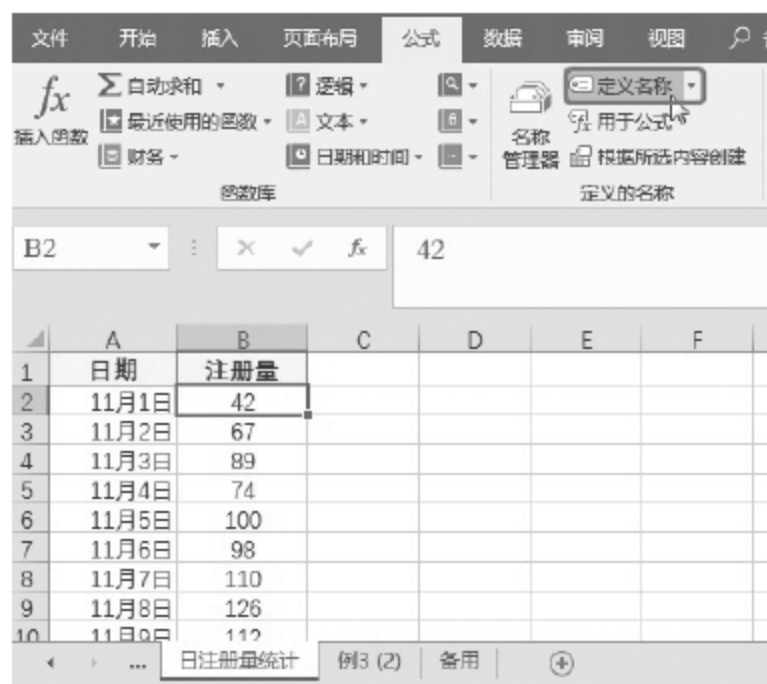 文件 开始 插入 页面布局 公式 数据 审阅 视图
fx 插入函数
Σ 自动求和
最近使用的函数
财务
逻辑
文本
日期和时间
函数库
名称管理器
定义名称
用于公式
根据所选内容创建
定义的名称
B2 fx 42
A B C D E F
1 日期 注册量
2 11月1日 42
3 11月2日 67
4 11月3日 89
5 11月4日 74
6 11月5日 100
7 11月6日 98
8 11月7日 110
9 11月8日 126
10 11月9日 112
... 日注册量统计 例3 (2) 备用